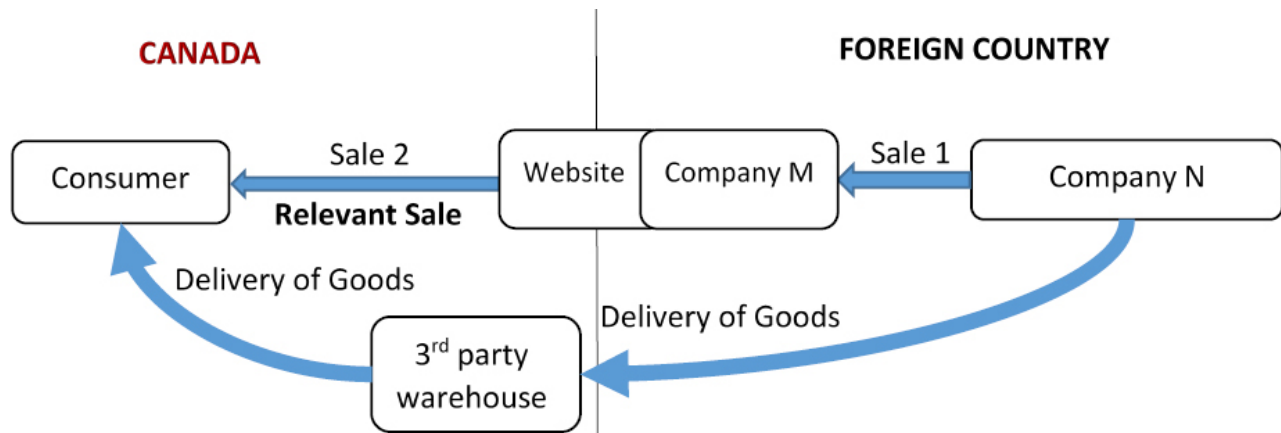 CANADA
FOREIGN COUNTRY
Consumer
Sale 2
Relevant Sale
Website
Company M
Sale 1
Company N
Delivery of Goods
Delivery of Goods
3rd party
warehouse